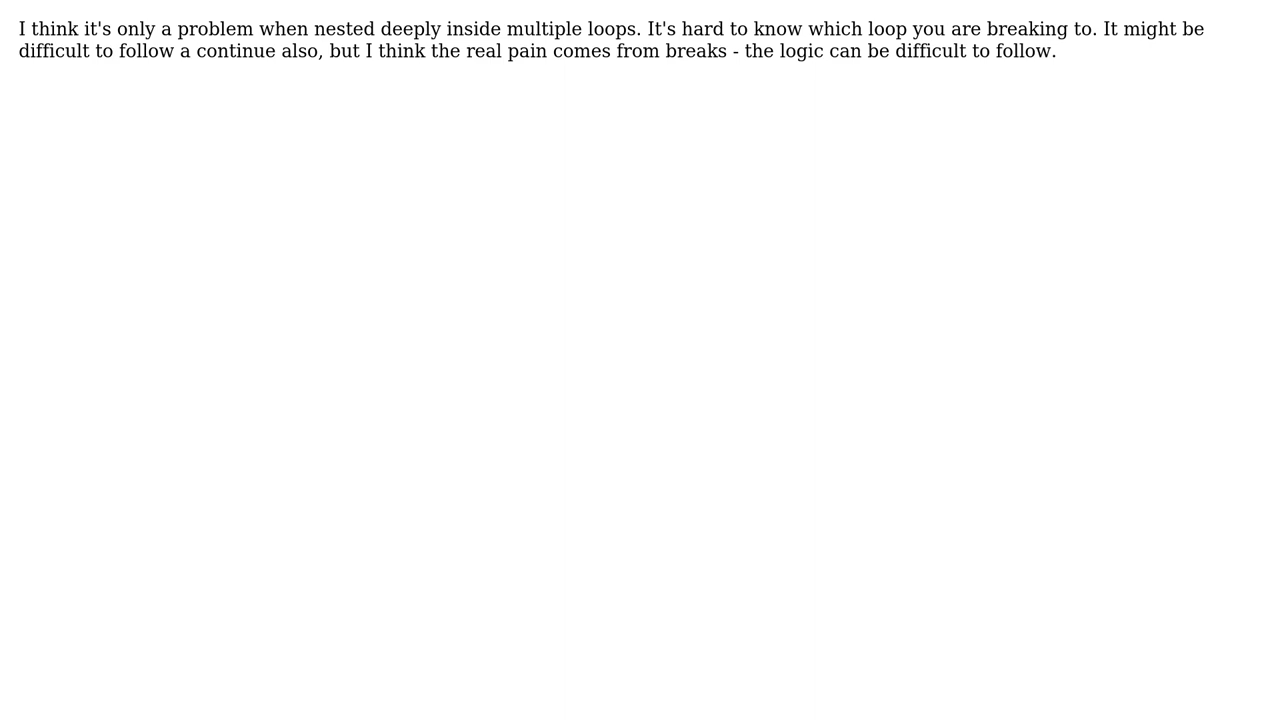 I think it's only a problem when nested deeply inside multiple loops. It's hard to know which loop you are breaking to. It might be
difficult to follow a continue also, but I think the real pain comes from breaks - the logic can be difficult to follow.